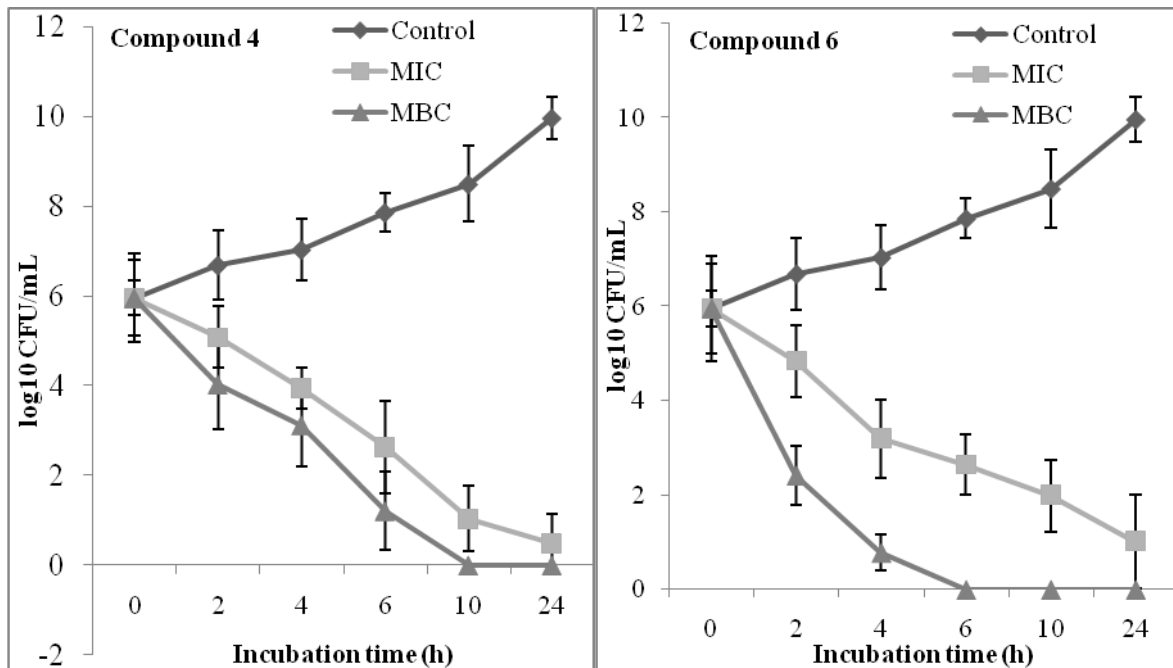 Compound 4
Control
MIC
MBC
12
10
8
6
4
2
0
-2
log10 CFU/mL
0 2 4 6 10 24
Incubation time (h)
Compound 6
Control
MIC
MBC
12
10
8
6
4
2
0
log10 CFU/mL
0 2 4 6 10 24
Incubation time (h)